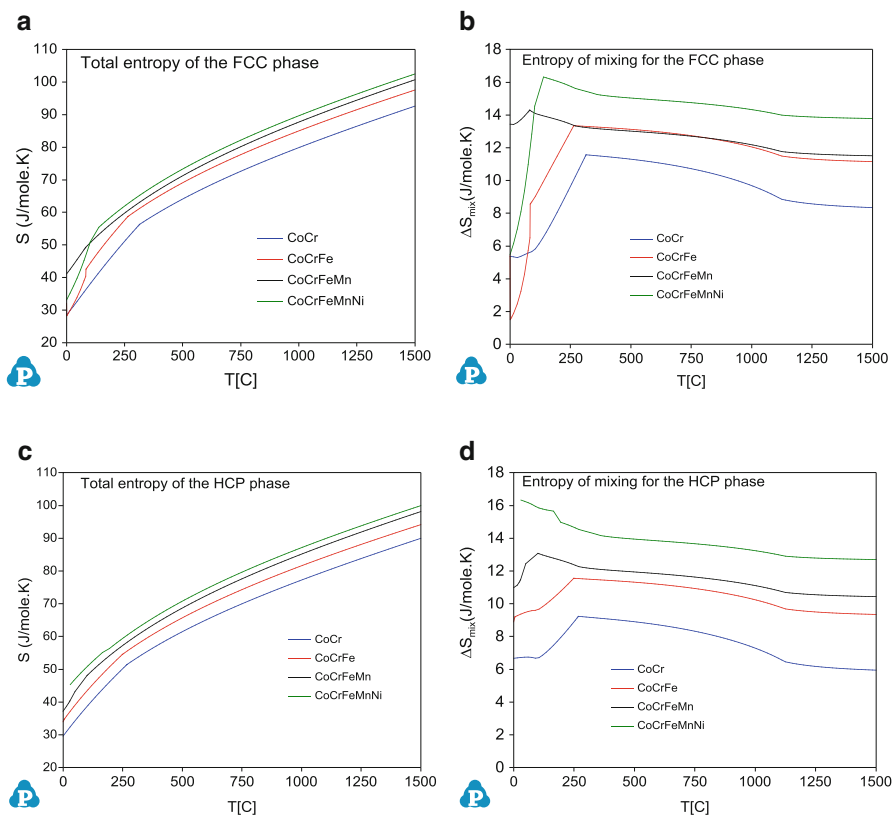 a
Total entropy of the FCC phase
110
100
90
80
70
60
50
40
30
20
S (J/mole.K)
CoCr
CoCrFe
CoCrFeMn
CoCrFeMnNi
0 250 500 750 1000 1250 1500
T[C]
P
b
Entropy of mixing for the FCC phase
18
16
14
12
10
8
6
4
2
0
ΔSmix(J/mole.K)
CoCr
CoCrFe
CoCrFeMn
CoCrFeMnNi
0 250 500 750 1000 1250 1500
T[C]
P
c
Total entropy of the HCP phase
110
100
90
80
70
60
50
40
30
20
S (J/mole.K)
CoCr
CoCrFe
CoCrFeMn
CoCrFeMnNi
0 250 500 750 1000 1250 1500
T[C]
P
d
Entropy of mixing for the HCP phase
18
16
14
12
10
8
6
4
2
0
ΔSmix(J/mole.K)
CoCr
CoCrFe
CoCrFeMn
CoCrFeMnNi
0 250 500 750 1000 1250 1500
T[C]
P